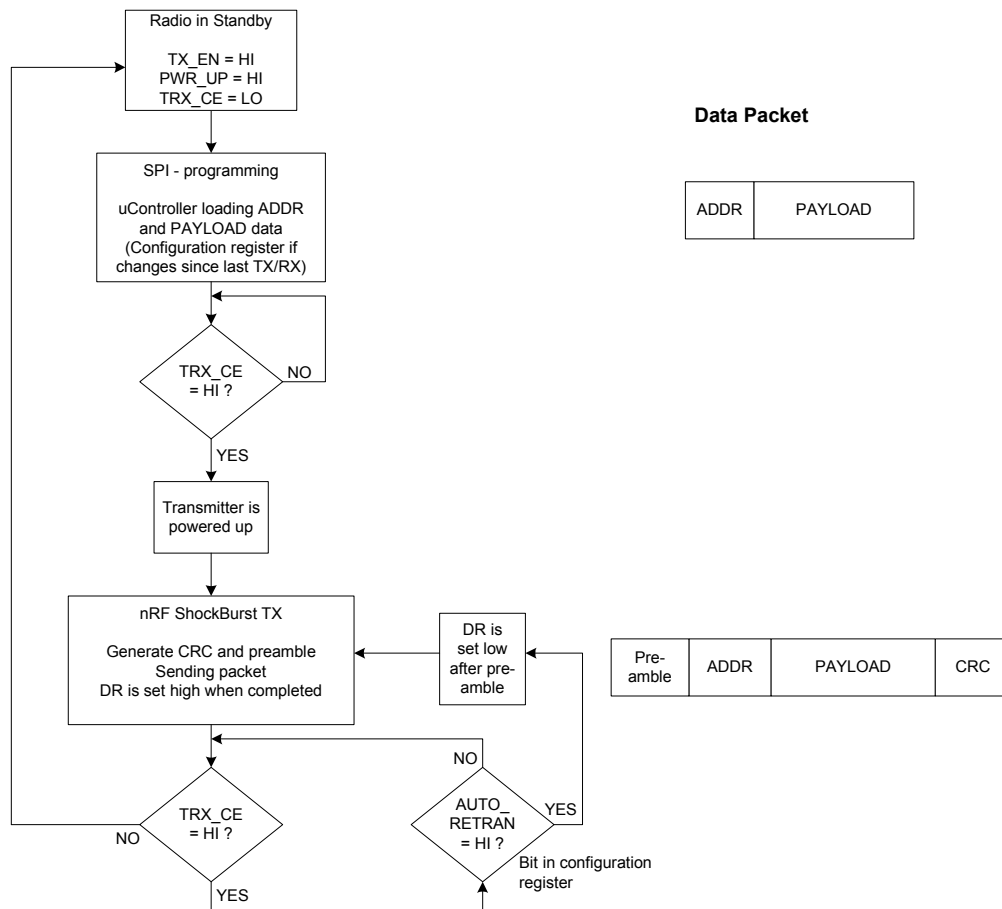 Radio in Standby
TX_EN = HI
PWR_UP = HI
TRX_CE = LO
Data Packet
SPI - programming
uController loading ADDR
and PAYLOAD data
(Configuration register if
changes since last TX/RX)
ADDR
PAYLOAD
TRX_CE
= HI ?
NO
YES
Transmitter is
powered up
nRF ShockBurst TX
Generate CRC and preamble
Sending packet
DR is set high when completed
DR is
set low
after pre-
amble
Pre-
amble
ADDR
PAYLOAD
CRC
NO
TRX_CE
= HI ?
NO
YES
AUTO_
RETRAN
= HI ?
YES
Bit in configuration
register